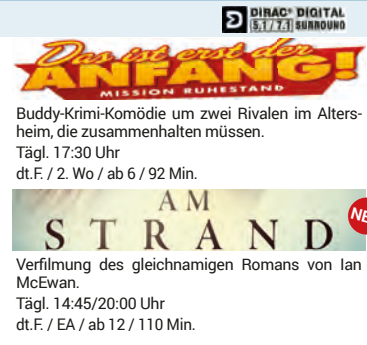 DIRAC® DIGITAL
5.1 / 7.1 SURROUND
Das ist erst der
ANFANG!
MISSION RUHESTAND
Buddy-Krimi-Komödie um zwei Rivalen im Alters-
heim, die zusammenhalten müssen.
Tägl. 17:30 Uhr
dt.F. / 2. Wo / ab 6 / 92 Min.
AM
STRAND
Verfilmung des gleichnamigen Romans von Ian
McEwan.
Tägl. 14:45/20:00 Uhr
dt.F. / EA / ab 12 / 110 Min.